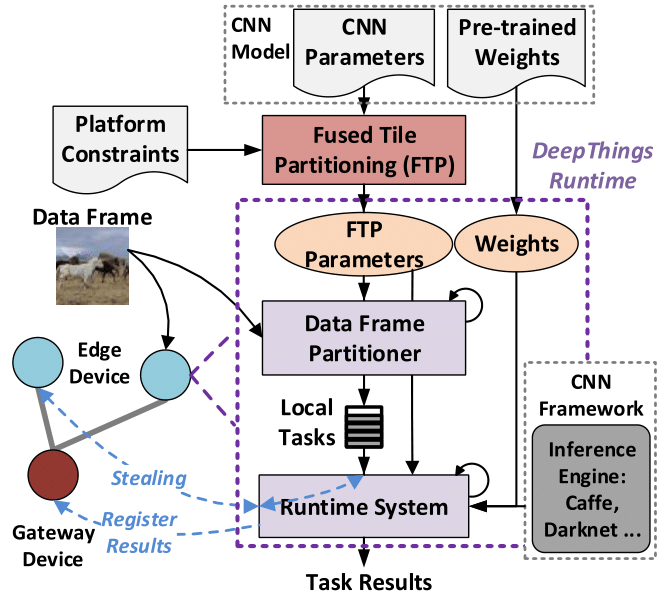 CNN
Model
CNN
Parameters
Pre-trained
Weights
Platform
Constraints
Fused Tile
Partitioning (FTP)
DeepThings
Runtime
Data Frame
FTP
Parameters
Weights
Data Frame
Partitioner
Edge
Device
CNN
Framework
Local
Tasks
Inference
Engine:
Caffe,
Darknet ...
Stealing
Runtime System
Register
Results
Gateway
Device
Task Results